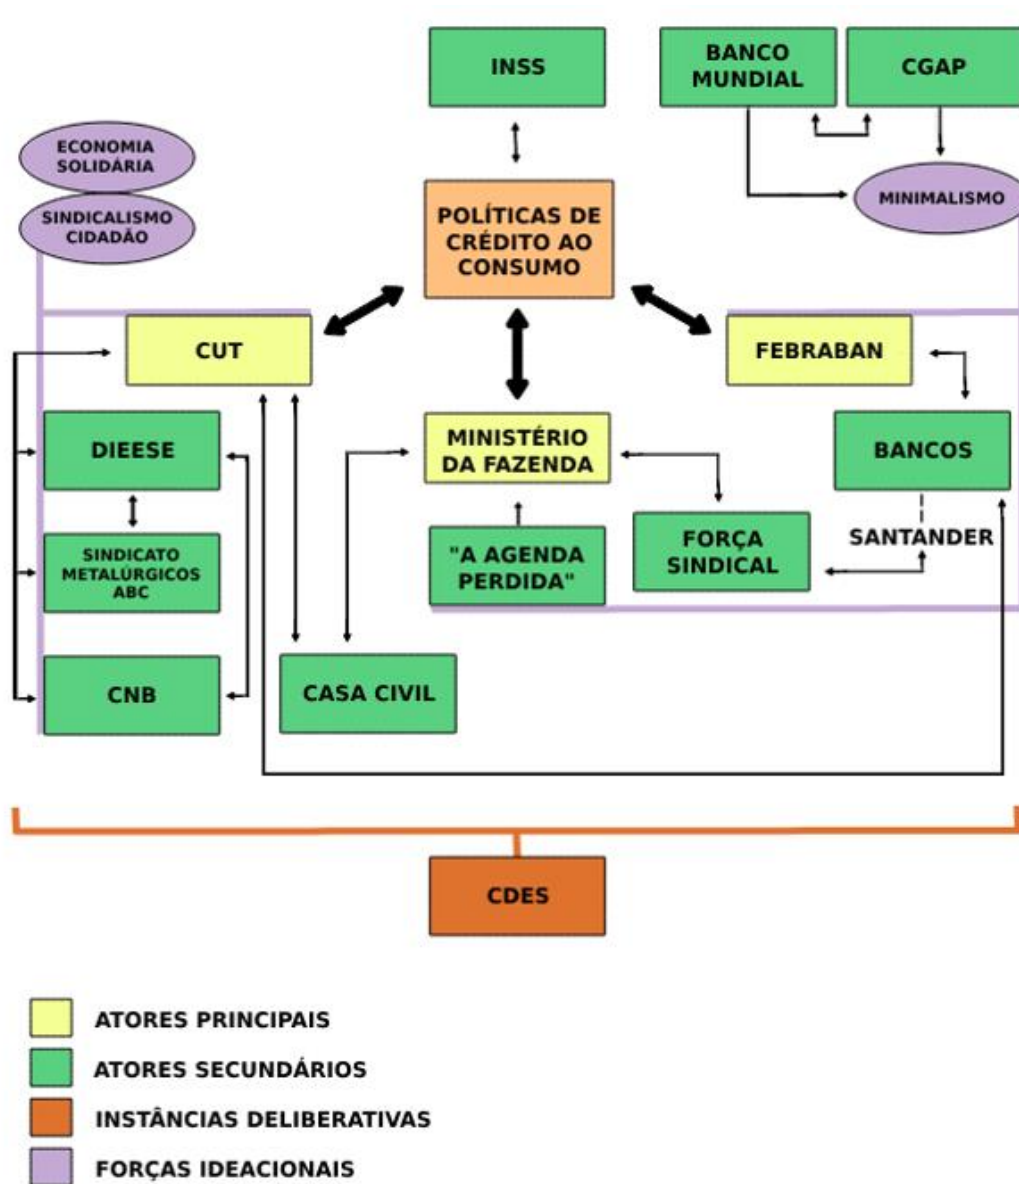 INSS
BANCO
MUNDIAL
CGAP
ECONOMIA
SOLIDÁRIA
SINDICALISMO
CIDADÃO
POLÍTICAS DE
CRÉDITO AO
CONSUMO
MINIMALISMO
CUT
FEBRABAN
DIEESE
MINISTÉRIO
DA FAZENDA
BANCOS
SINDICATO
METALÚRGICOS
ABC
"A AGENDA
PERDIDA"
FORÇA
SINDICAL
SANTANDER
CNB
CASA CIVIL
CDES
ATORES PRINCIPAIS
ATORES SECUNDÁRIOS
INSTÂNCIAS DELIBERATIVAS
FORÇAS IDEACIONAIS